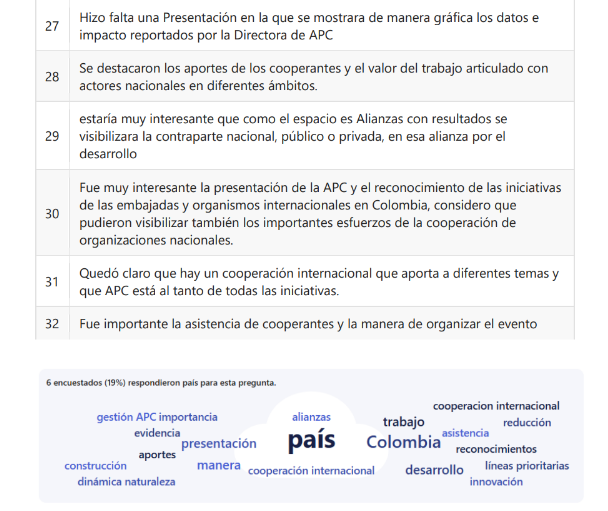 27
Hizo falta una Presentación en la que se mostrara de manera gráfica los datos e
impacto reportados por la Directora de APC
28
Se destacaron los aportes de los cooperantes y el valor del trabajo articulado con
actores nacionales en diferentes ámbitos.
29
estaría muy interesante que como el espacio es Alianzas con resultados se
visibilizara la contraparte nacional, público o privada, en esa alianza por el
desarrollo
30
Fue muy interesante la presentación de la APC y el reconocimiento de las iniciativas
de las embajadas y organismos internacionales en Colombia, considero que
pudieron visibilizar también los importantes esfuerzos de la cooperación de
organizaciones nacionales.
31
Quedó claro que hay un cooperación internacional que aporta a diferentes temas y
que APC está al tanto de todas las iniciativas.
32
Fue importante la asistencia de cooperantes y la manera de organizar el evento
6 encuestados (19%) respondieron país para esta pregunta.
cooperacion internacional
gestión APC importancia
alianzas
trabajo
reducción
evidencia
presentación
país
Colombia
asistencia
aportes
reconocimientos
construcción
manera
cooperación internacional
desarrollo
líneas prioritarias
dinámica naturaleza
innovación